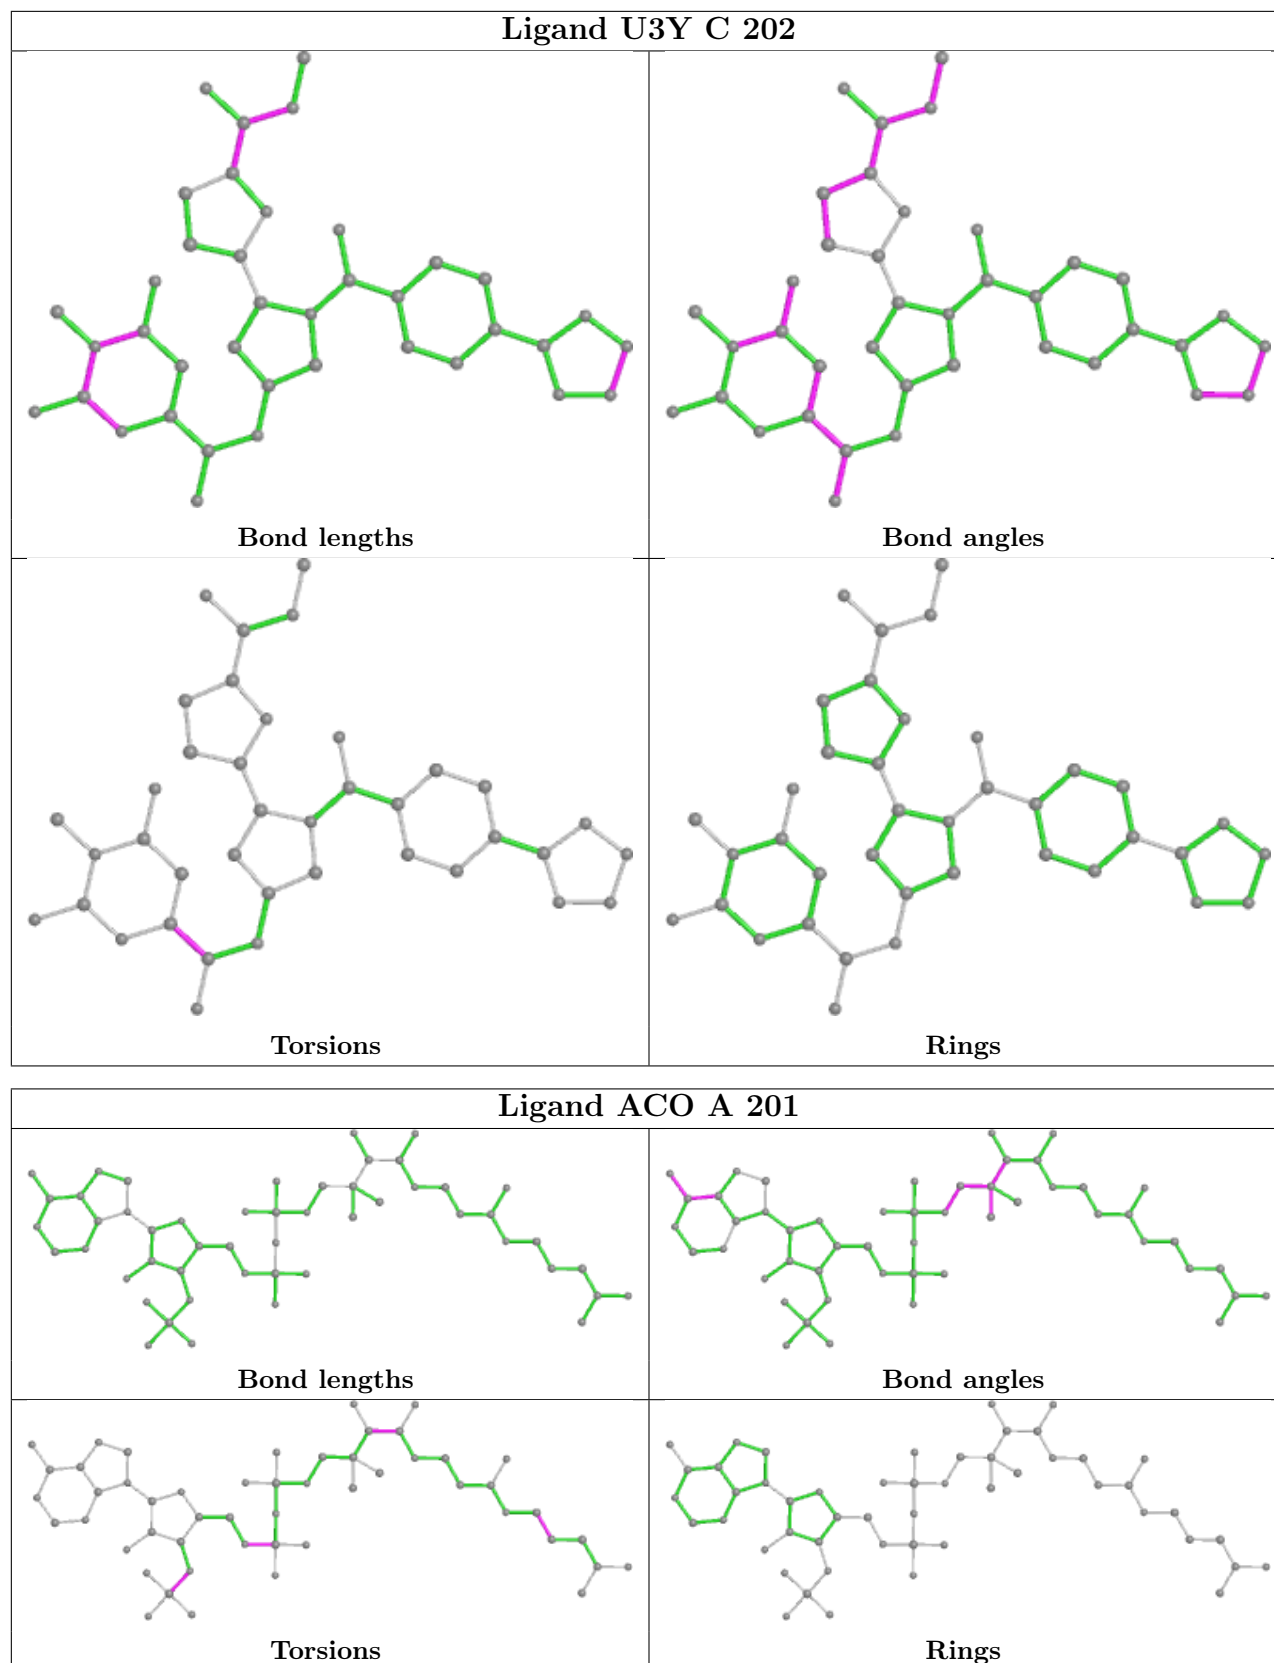 Ligand U3Y C 202
Bond lengths
Bond angles
Torsions
Rings
Ligand ACO A 201
Bond lengths
Bond angles
Torsions
Rings